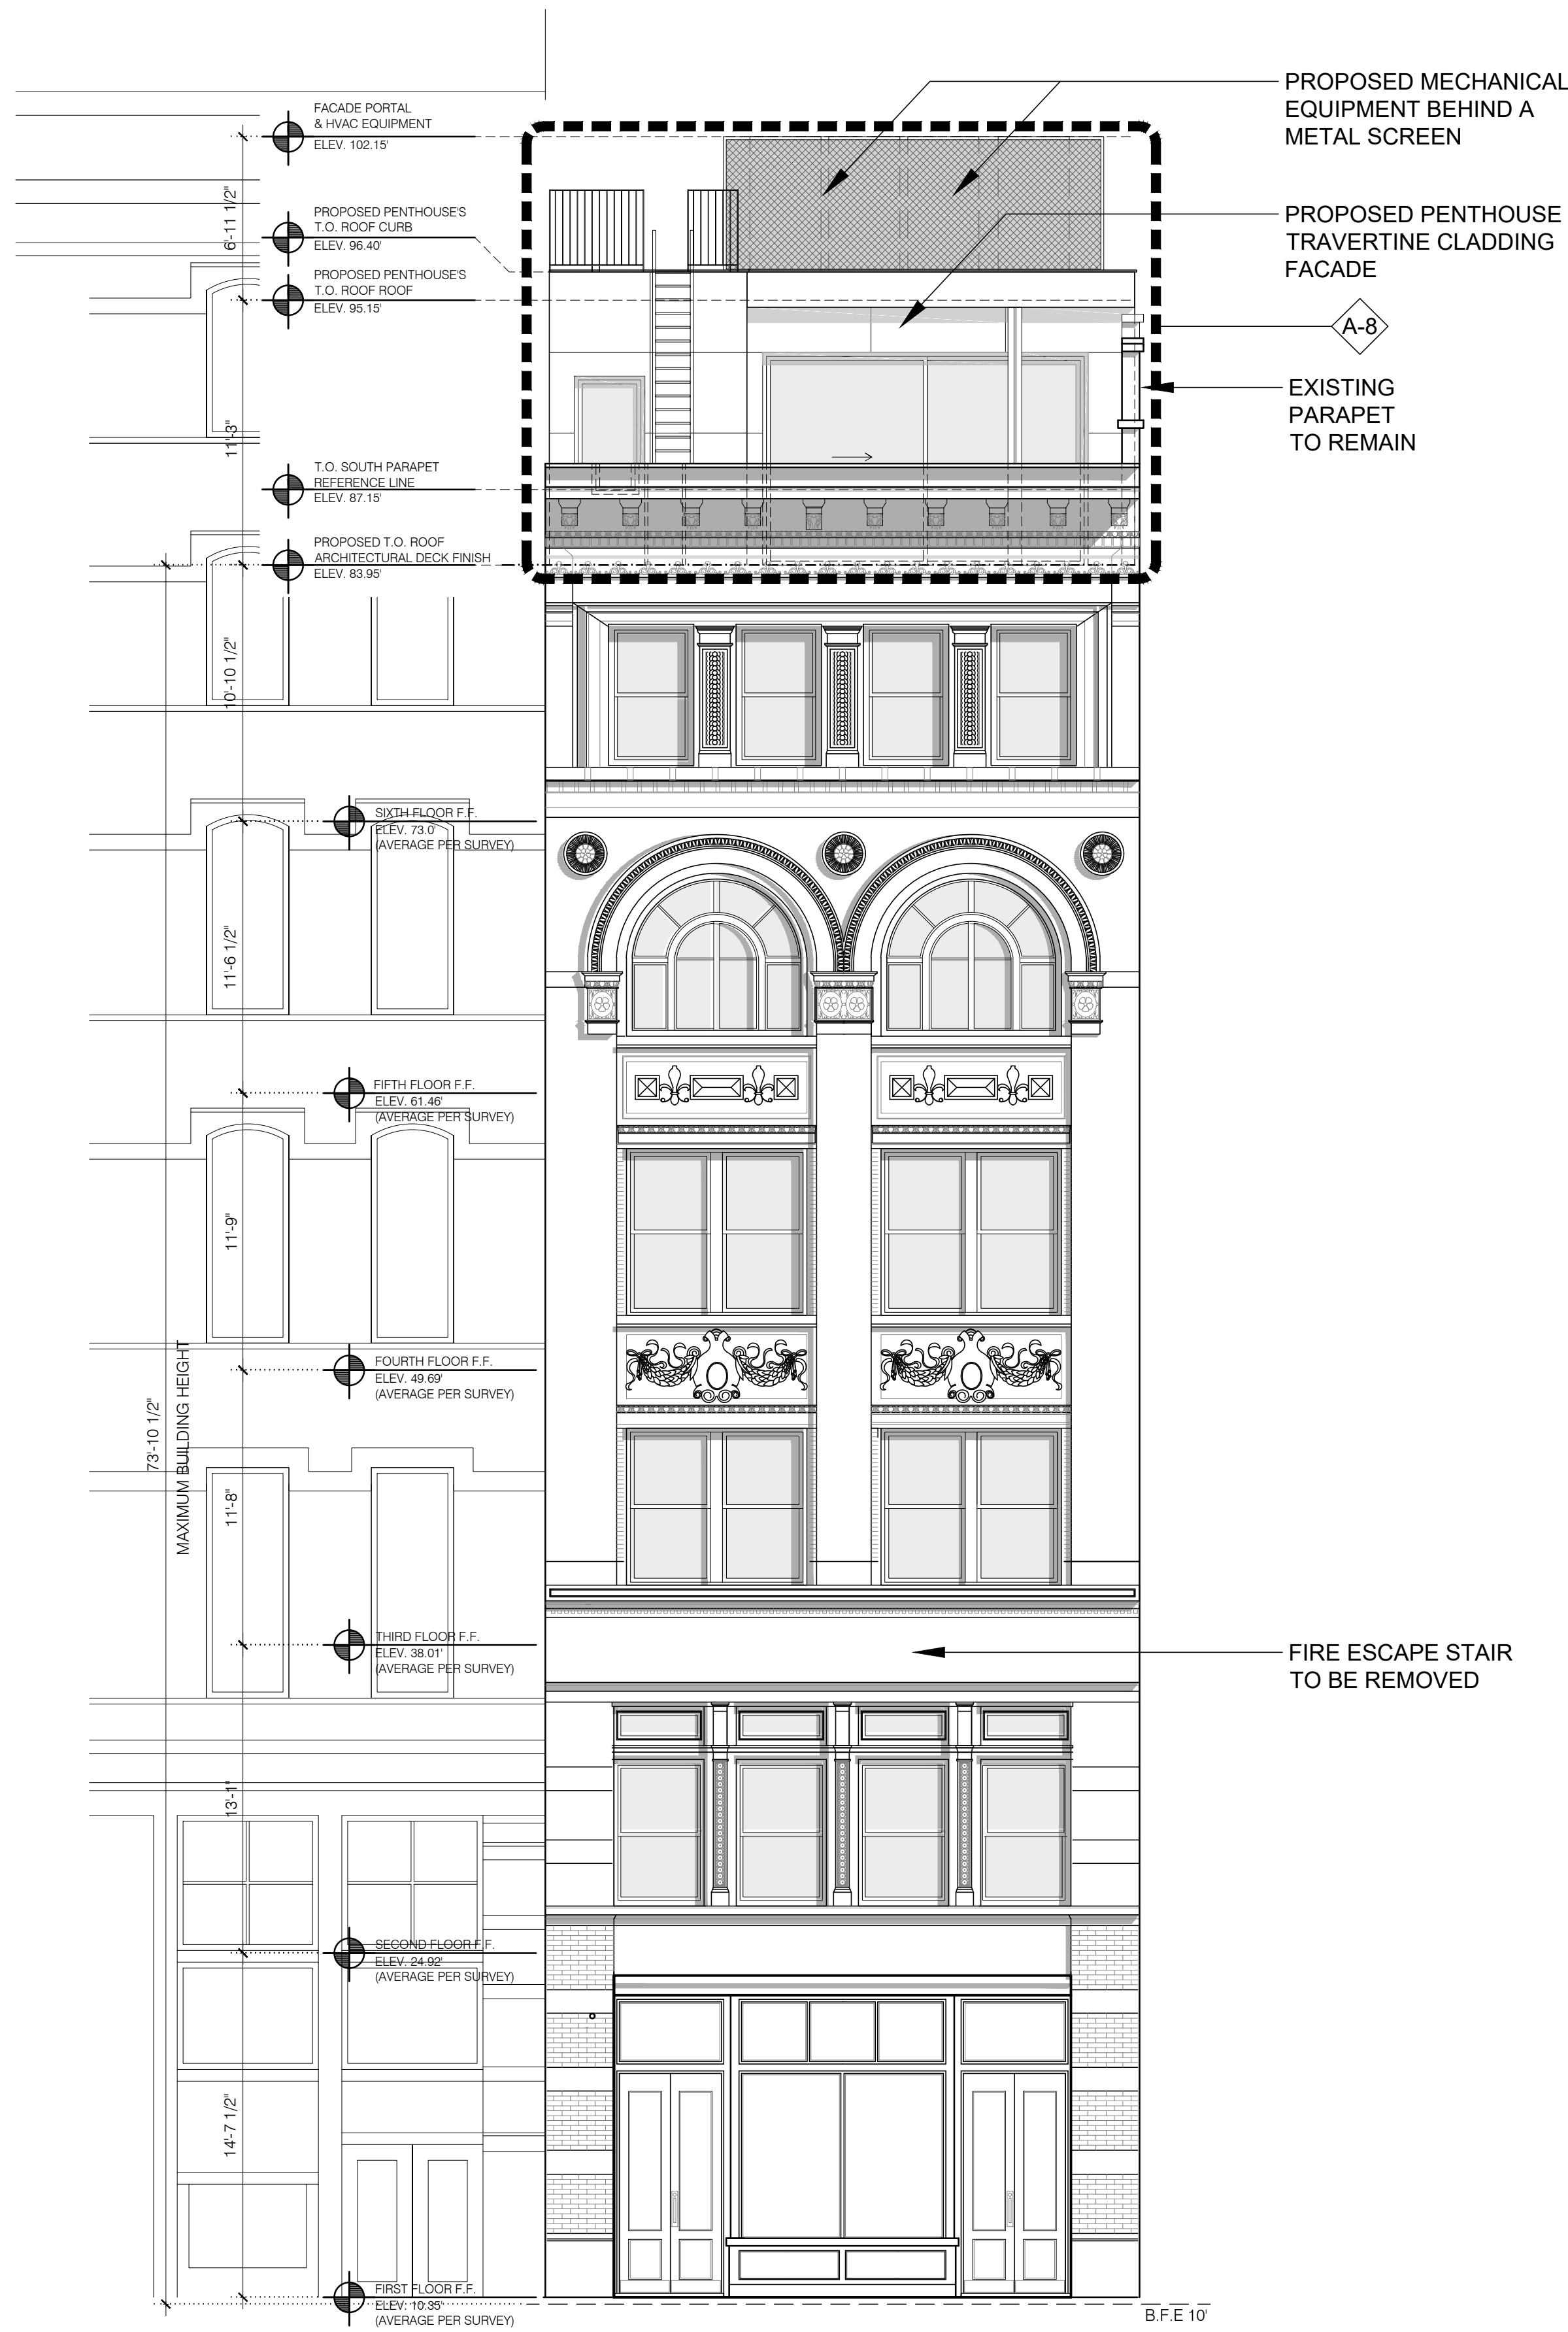 FACADE PORTAL
& HVAC EQUIPMENT
ELEV. 102.15'
6'-11 1/2"
PROPOSED PENTHOUSE'S
T.O. ROOF CURB
ELEV. 96.40'
PROPOSED PENTHOUSE'S
T.O. ROOF ROOF
ELEV. 95.15'
11'-3"
T.O. SOUTH PARAPET
REFERENCE LINE
ELEV. 87.15'
PROPOSED T.O. ROOF
ARCHITECTURAL DECK FINISH
ELEV. 83.95'
10'-10 1/2"
SIXTH FLOOR F.F.
ELEV. 73.0'
(AVERAGE PER SURVEY)
11'-6 1/2"
FIFTH FLOOR F.F.
ELEV. 61.46'
(AVERAGE PER SURVEY)
11'-9"
FOURTH FLOOR F.F.
ELEV. 49.69'
(AVERAGE PER SURVEY)
73'-10 1/2"
MAXIMUM BUILDING HEIGHT
11'-8"
THIRD FLOOR F.F.
ELEV. 38.01'
(AVERAGE PER SURVEY)
13'-1"
SECOND FLOOR F.F.
ELEV. 24.92'
(AVERAGE PER SURVEY)
14'-7 1/2"
FIRST FLOOR F.F.
ELEV. 10.35'
(AVERAGE PER SURVEY)
PROPOSED MECHANICAL
EQUIPMENT BEHIND A
METAL SCREEN
PROPOSED PENTHOUSE
TRAVERTINE CLADDING
FACADE
A-8
EXISTING
PARAPET
TO REMAIN
FIRE ESCAPE STAIR
TO BE REMOVED
B.F.E 10'